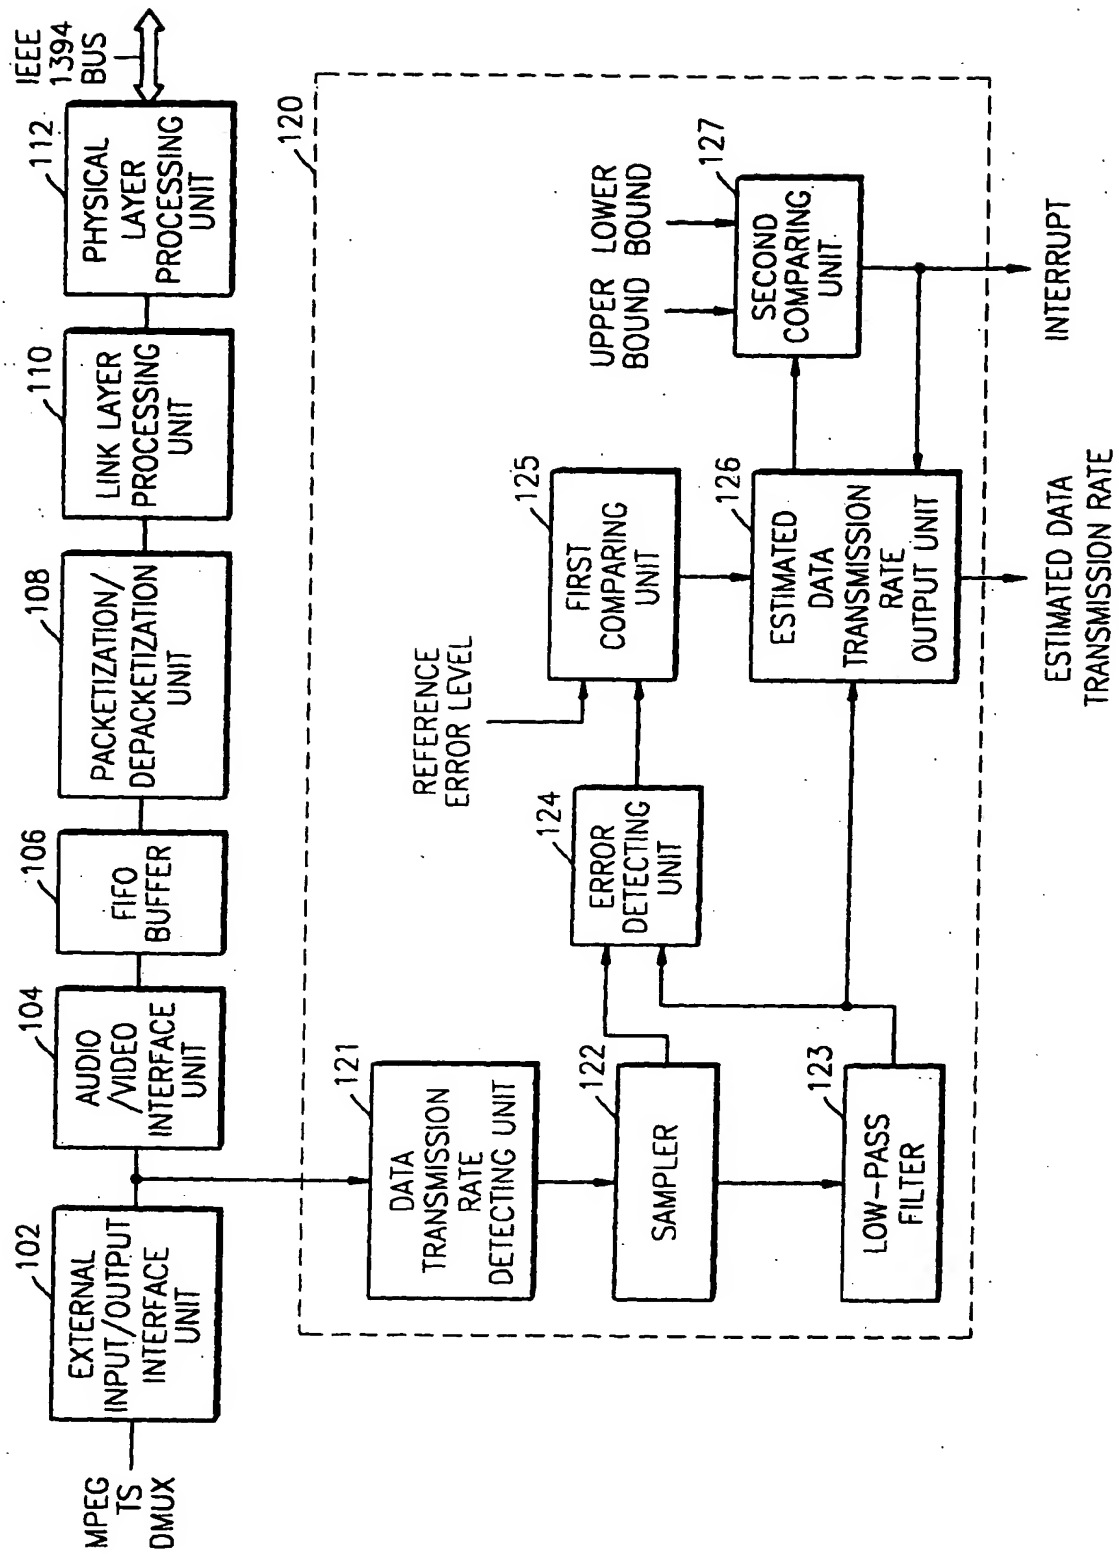 MPEG
TS
DMUX
102
EXTERNAL
INPUT/OUTPUT
INTERFACE
UNIT
104
AUDIO
/VIDEO
INTERFACE
UNIT
106
FIFO
BUFFER
108
PACKETIZATION/
DEPACKETIZATION
UNIT
110
LINK LAYER
PROCESSING
UNIT
112
PHYSICAL
LAYER
PROCESSING
UNIT
IEEE
1394
BUS
120
121
DATA
TRANSMISSION
RATE
DETECTING UNIT
122
SAMPLER
123
LOW-PASS
FILTER
124
ERROR
DETECTING
UNIT
REFERENCE
ERROR LEVEL
125
FIRST
COMPARING
UNIT
126
ESTIMATED
DATA
TRANSMISSION
RATE
OUTPUT UNIT
UPPER
BOUND
LOWER
BOUND
127
SECOND
COMPARING
UNIT
ESTIMATED DATA
TRANSMISSION RATE
INTERRUPT